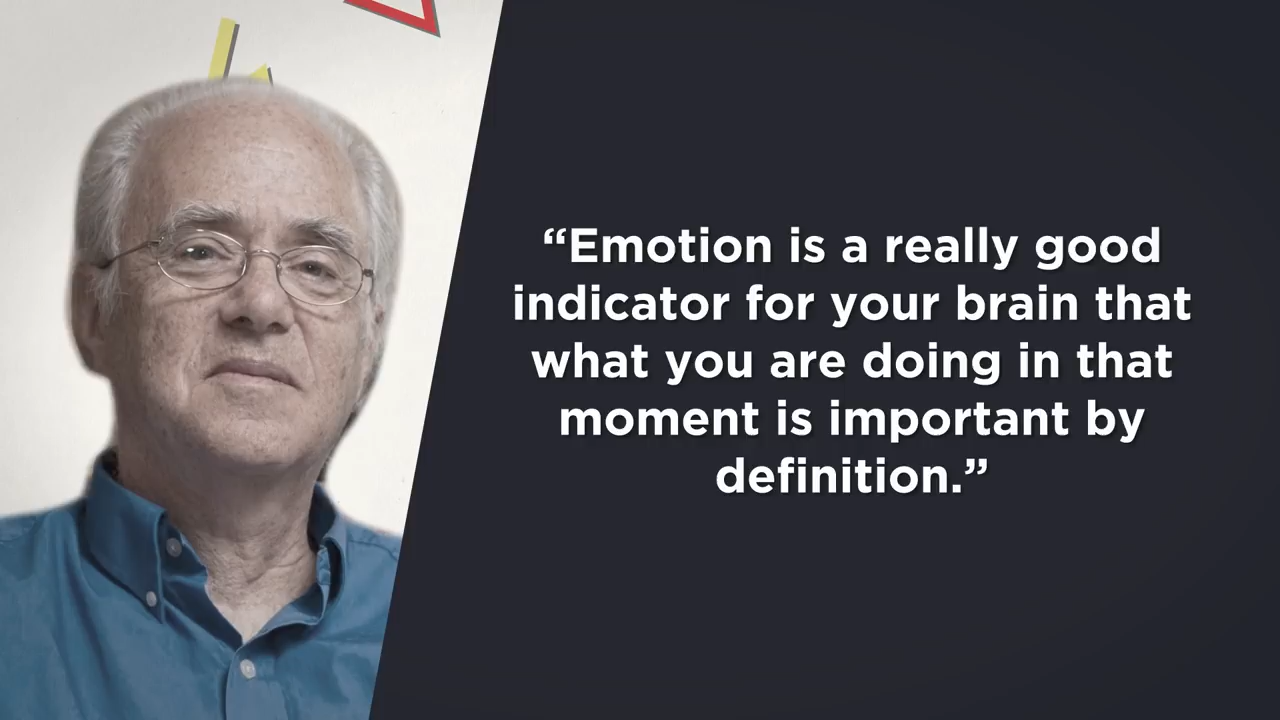 “Emotion is a really good
indicator for your brain that
what you are doing in that
moment is important by
definition.”